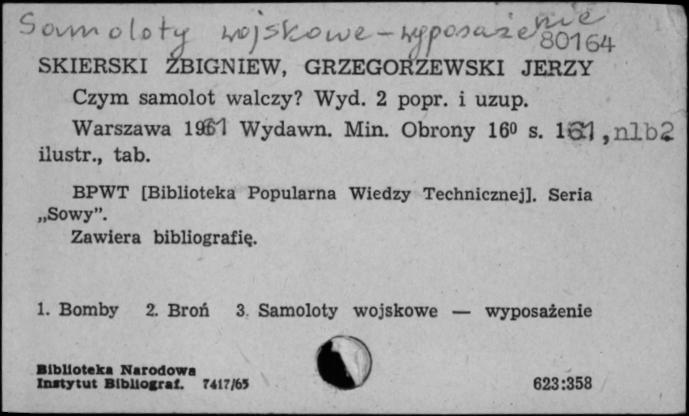 Samoloty wojskowe - wyposażenie
80164
SKIERSKI ZBIGNIEW, GRZEGORZEWSKI JERZY
Czym samolot walczy? Wyd. 2 popr. i uzup.
Warszawa 1961 Wydawn. Min. Obrony 16⁰ s. 161, nlb2
ilustr., tab.
BPWT [Biblioteka Popularna Wiedzy Technicznej]. Seria
„Sowy”.
Zawiera bibliografię.
1. Bomby 2. Broń 3. Samoloty wojskowe — wyposażenie
Biblioteka Narodowa
Instytut Bibliograf. 7417/65
623:358